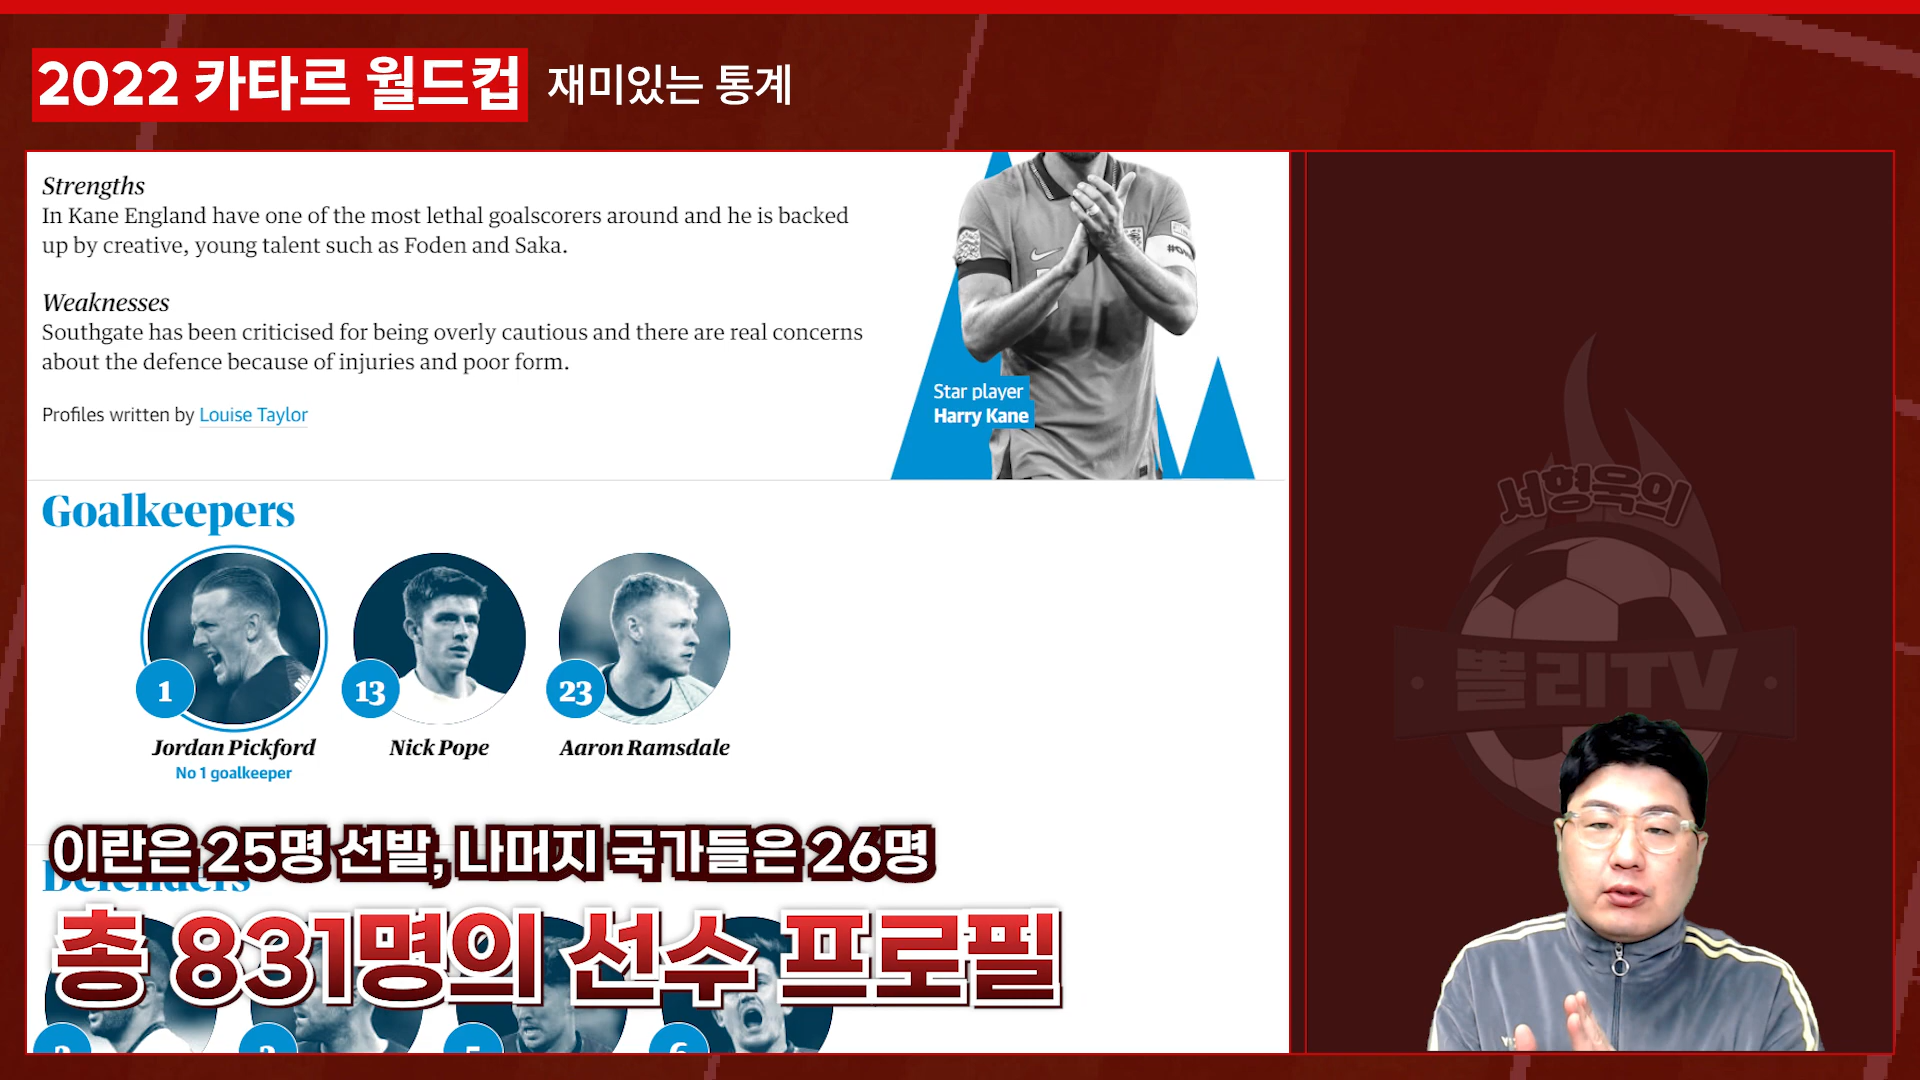 2022 카타르 월드컵 재미있는 통계
Strengths
In Kane England have one of the most lethal goalscorers around and he is backed
up by creative, young talent such as Foden and Saka.
Weaknesses
Southgate has been criticised for being overly cautious and there are real concerns
about the defence because of injuries and poor form.
Profiles written by Louise Taylor
Star player
Harry Kane
Goalkeepers
1
13
23
Jordan Pickford
Nick Pope
Aaron Ramsdale
No 1 goalkeeper
Defenders
이란은 25명 선발, 나머지 국가들은 26명
총 831명의 선수 프로필
서형욱의
뽈리TV